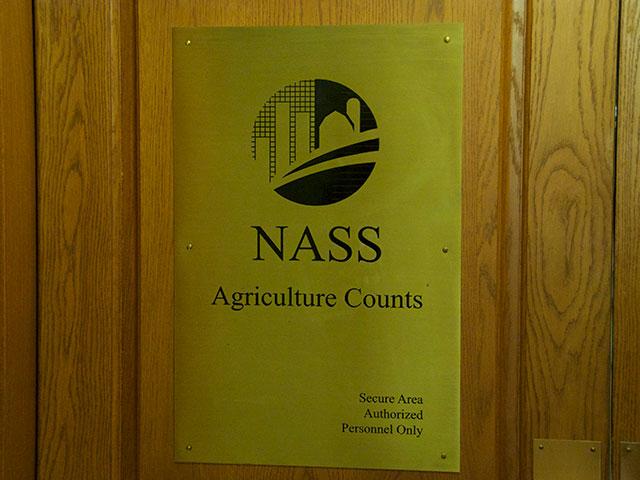 NASS
Agriculture Counts
Secure Area
Authorized
Personnel Only